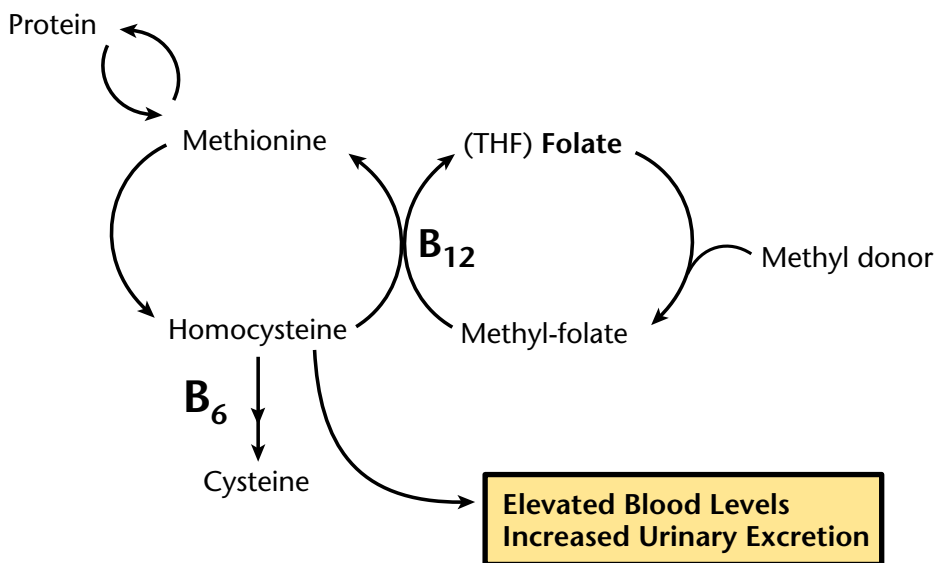 Protein
Methionine
(THF) Folate
B12
Methyl donor
Homocysteine
Methyl-folate
B6
Cysteine
Elevated Blood Levels
Increased Urinary Excretion